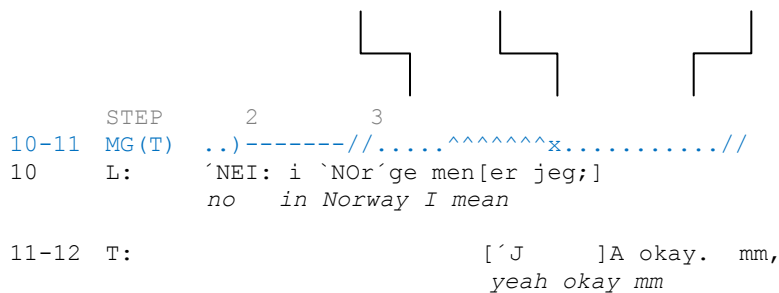 STEP 2 3
10-11 MG(T) ..)-------//.....^^^^^^^x...........//
10 L: ´NEI: i `NOr´ge men[er jeg;]
no in Norway I mean
11-12 T: [´J ]A okay. mm,
yeah okay mm